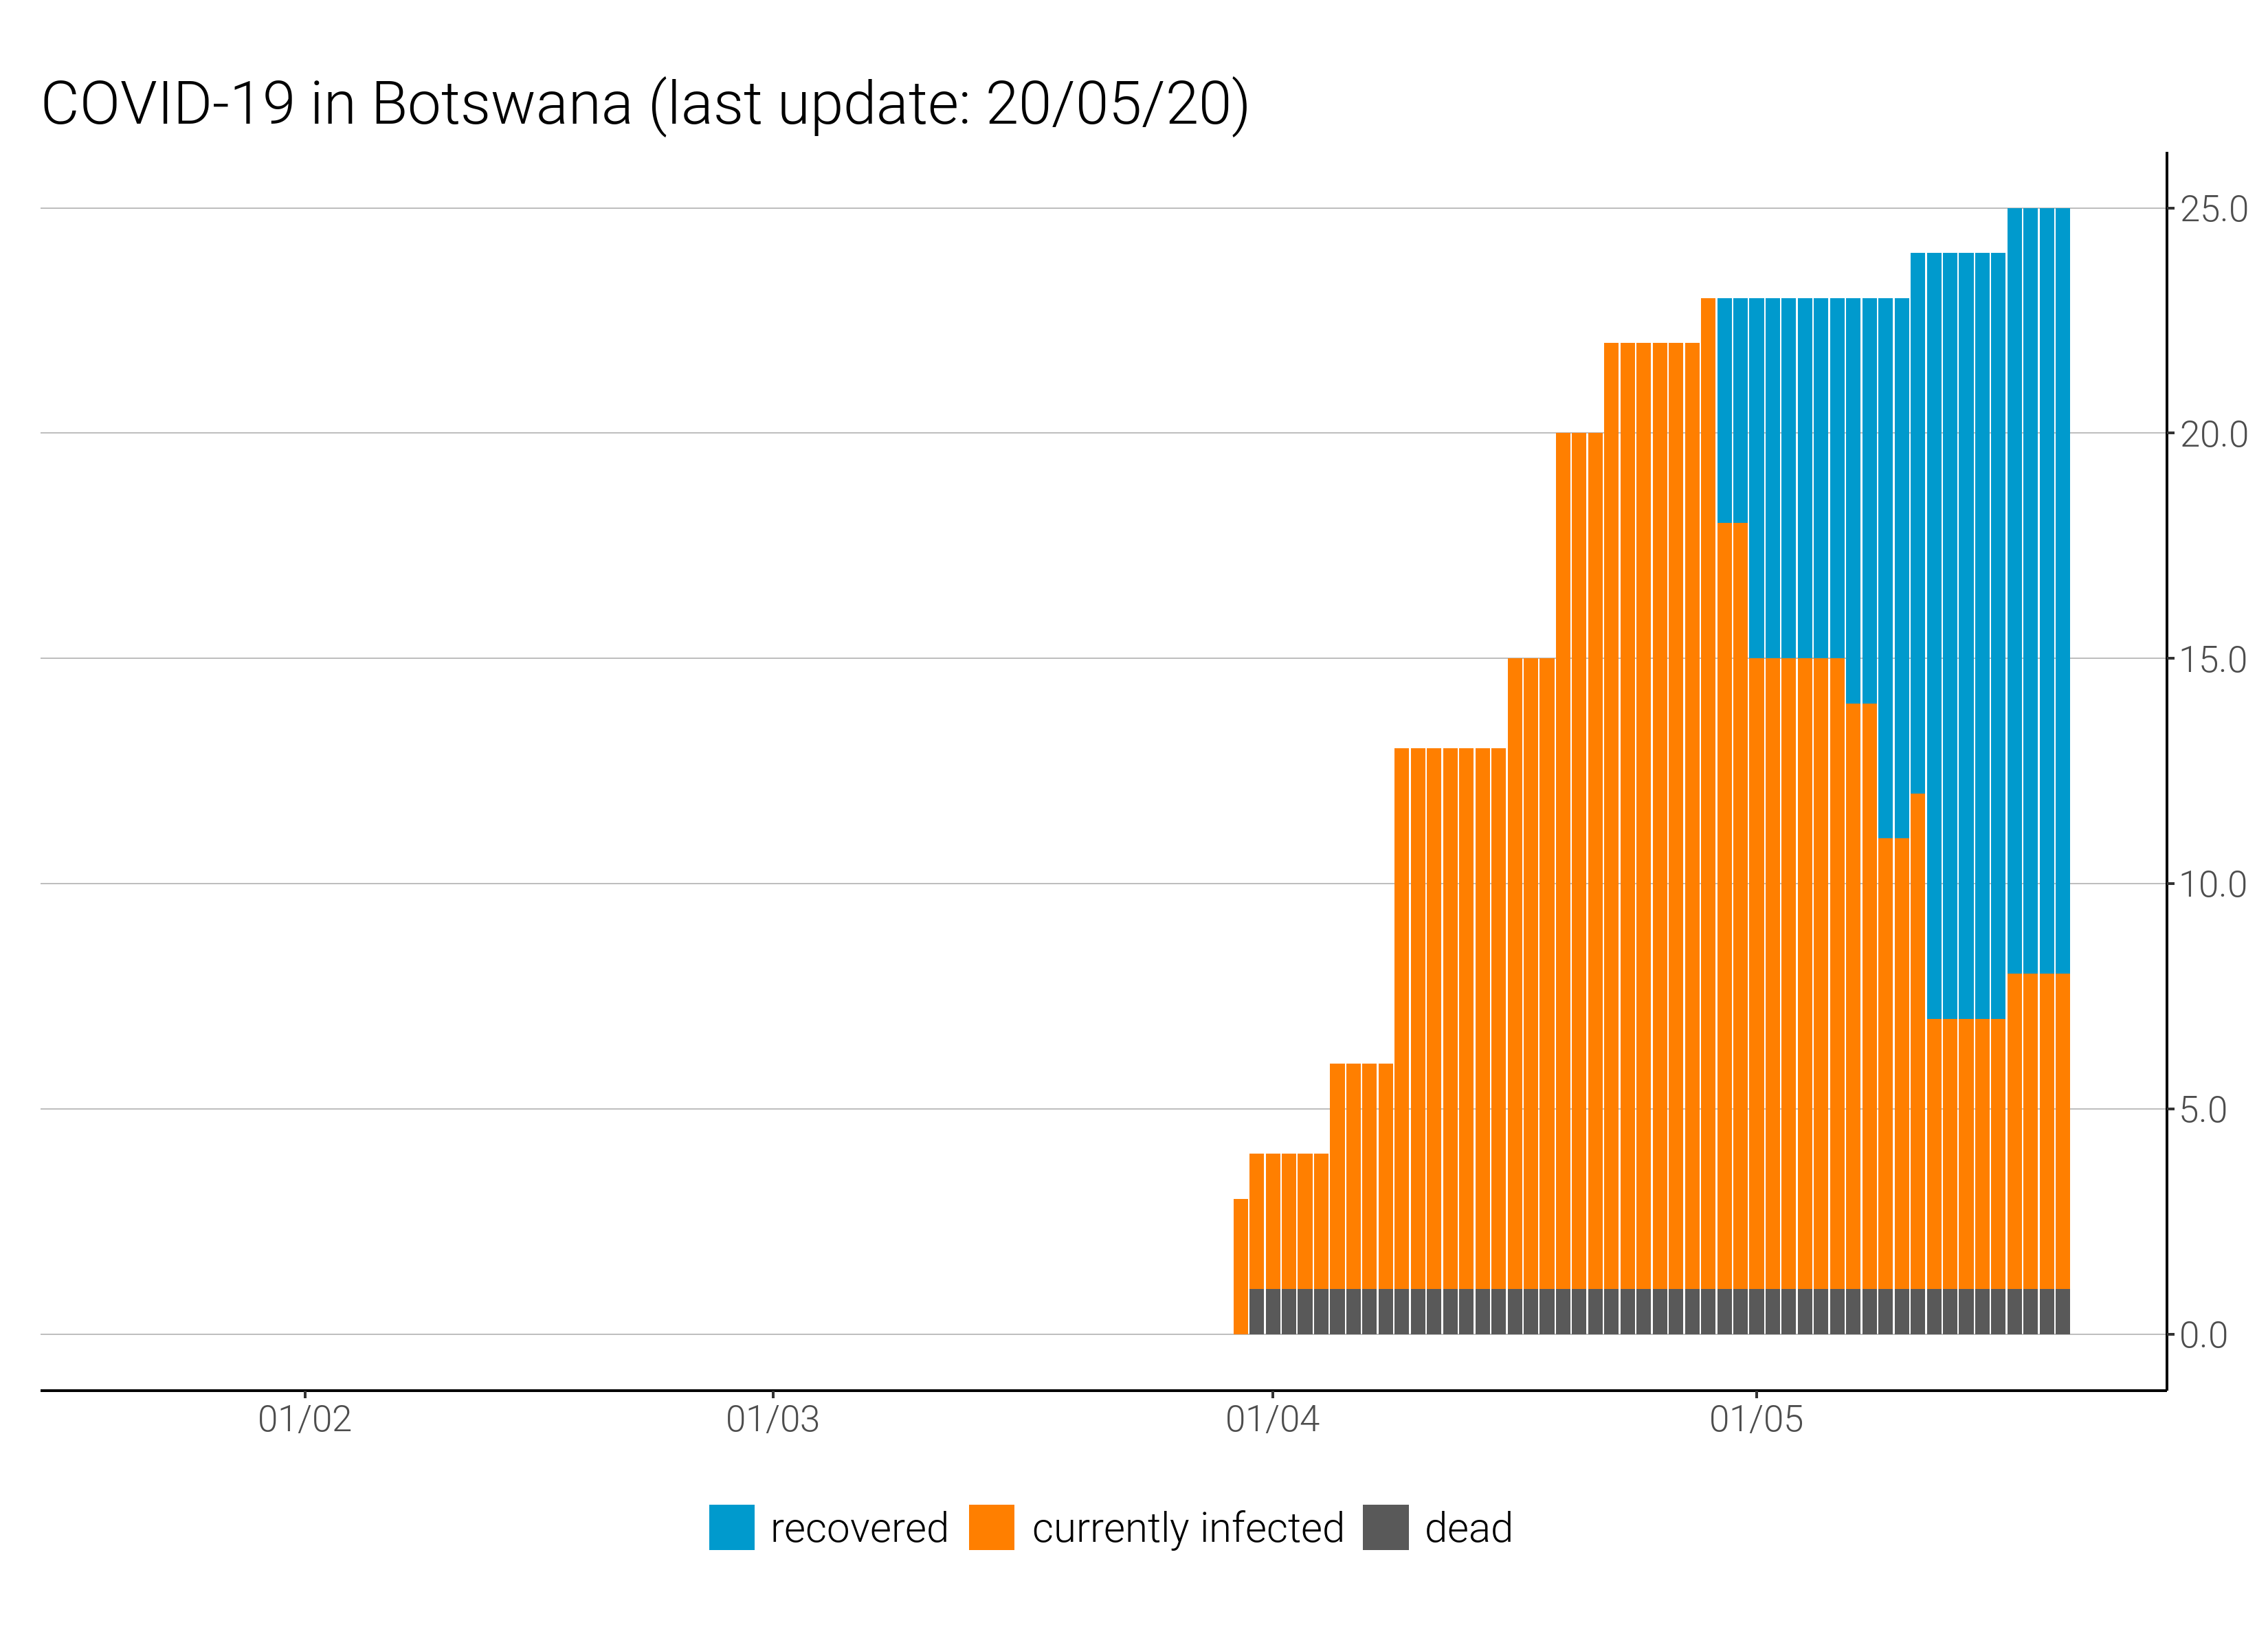 COVID-19 in Botswana (last update: 20/05/20)
25.0
20.0
15.0
10.0
5.0
0.0
01/02 01/03 01/04 01/05
recovered currently infected dead